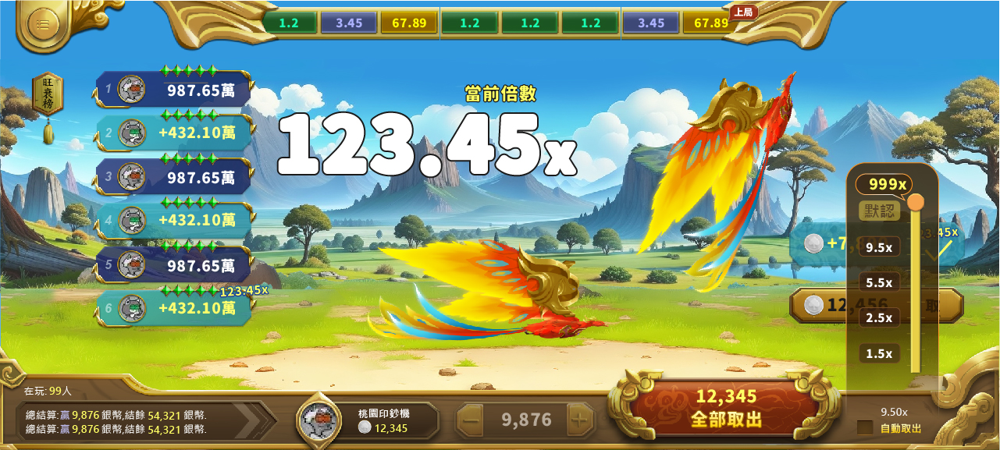 1.2 3.45 67.89 1.2 1.2 1.2 3.45 67.89 上局
旺衰榜
1 987.65萬
2 +432.10萬
3 987.65萬
4 +432.10萬
5 987.65萬
123.45x
6 +432.10萬
當前倍數
123.45x
999x
默認
9.5x
5.5x
2.5x
1.5x
12,456 取
在玩: 99人
總結算: 贏 9,876 銀幣,結餘 54,321 銀幣.
總結算: 贏 9,876 銀幣,結餘 54,321 銀幣.
桃園印鈔機
12,345
9,876
12,345
全部取出
9.50x
自動取出